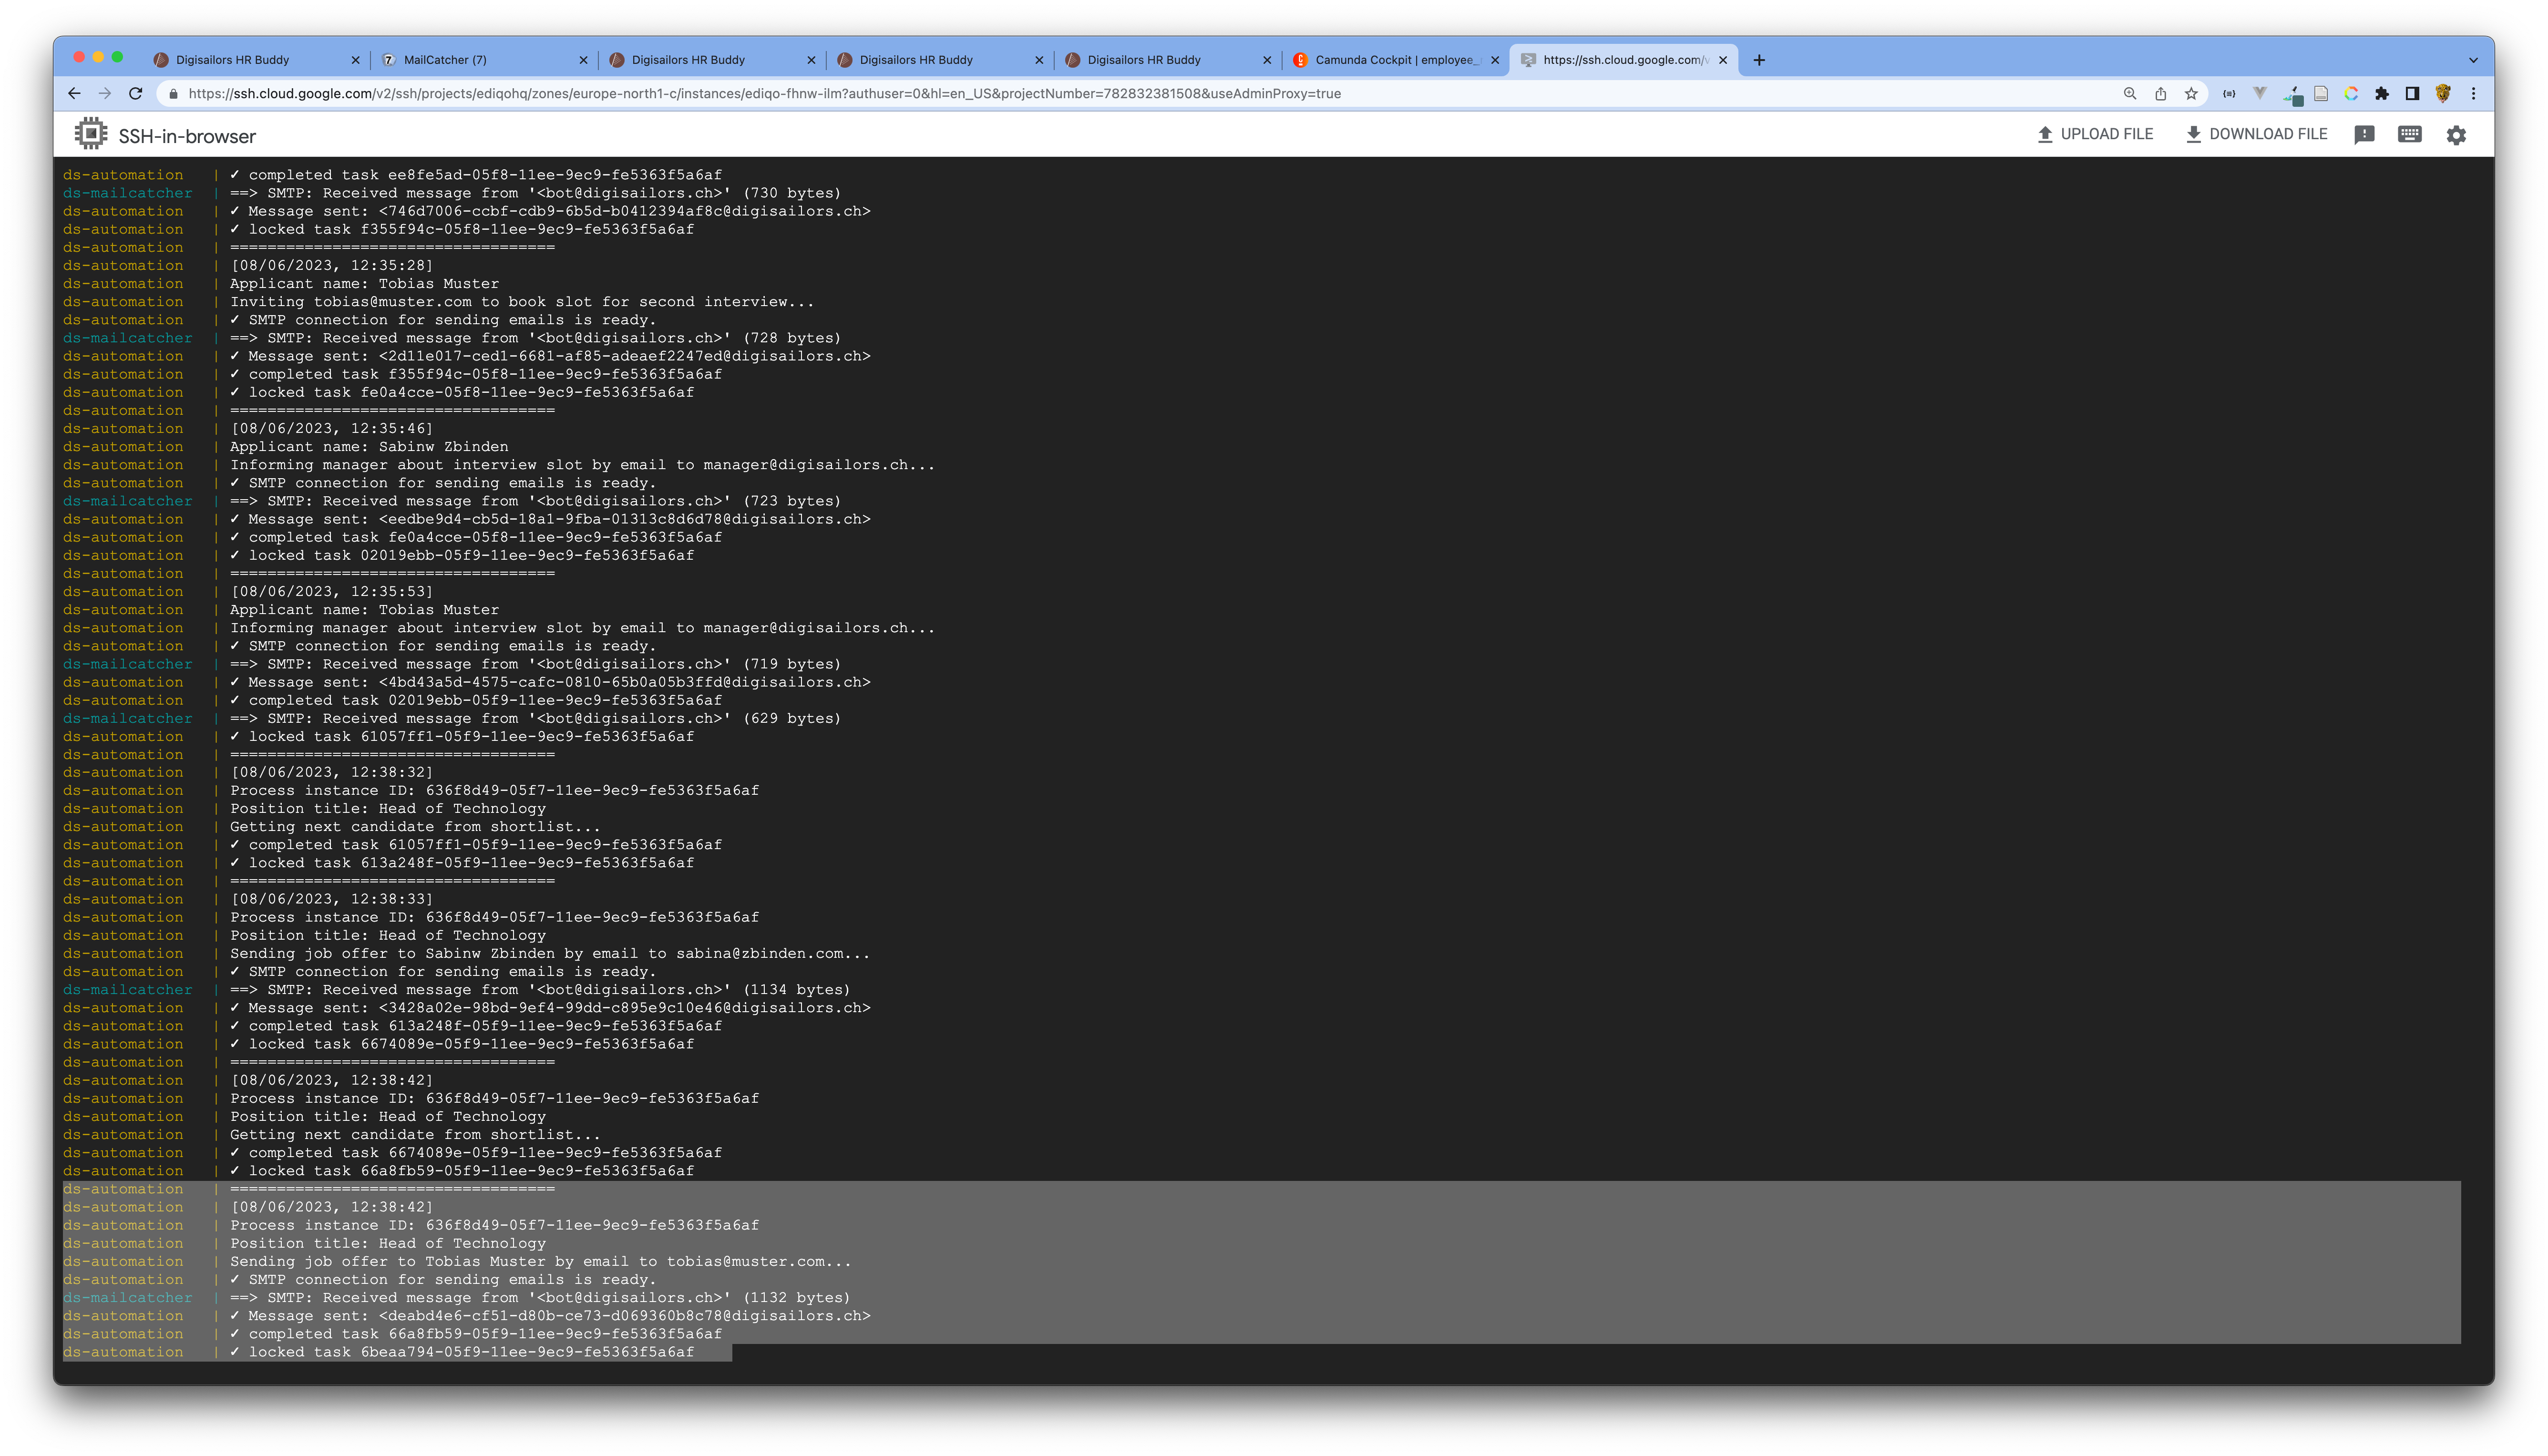 Digisailors HR Buddy
MailCatcher (7)
Digisailors HR Buddy
Digisailors HR Buddy
Digisailors HR Buddy
Camunda Cockpit | employee_
https://ssh.cloud.google.com/v
https://ssh.cloud.google.com/v2/ssh/projects/ediqohq/zones/europe-north1-c/instances/ediqo-fhnw-ilm?authuser=0&hl=en_US&projectNumber=782832381508&useAdminProxy=true
SSH-in-browser
UPLOAD FILE
DOWNLOAD FILE
ds-automation | ✓ completed task ee8fe5ad-05f8-11ee-9ec9-fe5363f5a6af
ds-mailcatcher | ==> SMTP: Received message from '<bot@digisailors.ch>' (730 bytes)
ds-automation | ✓ Message sent: <746d7006-ccbf-cdb9-6b5d-b0412394af8c@digisailors.ch>
ds-automation | ✓ locked task f355f94c-05f8-11ee-9ec9-fe5363f5a6af
ds-automation | ===================================
ds-automation | [08/06/2023, 12:35:28]
ds-automation | Applicant name: Tobias Muster
ds-automation | Inviting tobias@muster.com to book slot for second interview...
ds-automation | ✓ SMTP connection for sending emails is ready.
ds-mailcatcher | ==> SMTP: Received message from '<bot@digisailors.ch>' (728 bytes)
ds-automation | ✓ Message sent: <2d11e017-ced1-6681-af85-adeaef2247ed@digisailors.ch>
ds-automation | ✓ completed task f355f94c-05f8-11ee-9ec9-fe5363f5a6af
ds-automation | ✓ locked task fe0a4cce-05f8-11ee-9ec9-fe5363f5a6af
ds-automation | ===================================
ds-automation | [08/06/2023, 12:35:46]
ds-automation | Applicant name: Sabinw Zbinden
ds-automation | Informing manager about interview slot by email to manager@digisailors.ch...
ds-automation | ✓ SMTP connection for sending emails is ready.
ds-mailcatcher | ==> SMTP: Received message from '<bot@digisailors.ch>' (723 bytes)
ds-automation | ✓ Message sent: <eedbe9d4-cb5d-18a1-9fba-01313c8d6d78@digisailors.ch>
ds-automation | ✓ completed task fe0a4cce-05f8-11ee-9ec9-fe5363f5a6af
ds-automation | ✓ locked task 02019ebb-05f9-11ee-9ec9-fe5363f5a6af
ds-automation | ===================================
ds-automation | [08/06/2023, 12:35:53]
ds-automation | Applicant name: Tobias Muster
ds-automation | Informing manager about interview slot by email to manager@digisailors.ch...
ds-automation | ✓ SMTP connection for sending emails is ready.
ds-mailcatcher | ==> SMTP: Received message from '<bot@digisailors.ch>' (719 bytes)
ds-automation | ✓ Message sent: <4bd43a5d-4575-cafc-0810-65b0a05b3ffd@digisailors.ch>
ds-automation | ✓ completed task 02019ebb-05f9-11ee-9ec9-fe5363f5a6af
ds-mailcatcher | ==> SMTP: Received message from '<bot@digisailors.ch>' (629 bytes)
ds-automation | ✓ locked task 61057ff1-05f9-11ee-9ec9-fe5363f5a6af
ds-automation | ===================================
ds-automation | [08/06/2023, 12:38:32]
ds-automation | Process instance ID: 636f8d49-05f7-11ee-9ec9-fe5363f5a6af
ds-automation | Position title: Head of Technology
ds-automation | Getting next candidate from shortlist...
ds-automation | ✓ completed task 61057ff1-05f9-11ee-9ec9-fe5363f5a6af
ds-automation | ✓ locked task 613a248f-05f9-11ee-9ec9-fe5363f5a6af
ds-automation | ===================================
ds-automation | [08/06/2023, 12:38:33]
ds-automation | Process instance ID: 636f8d49-05f7-11ee-9ec9-fe5363f5a6af
ds-automation | Position title: Head of Technology
ds-automation | Sending job offer to Sabinw Zbinden by email to sabina@zbinden.com...
ds-automation | ✓ SMTP connection for sending emails is ready.
ds-mailcatcher | ==> SMTP: Received message from '<bot@digisailors.ch>' (1134 bytes)
ds-automation | ✓ Message sent: <3428a02e-98bd-9ef4-99dd-c895e9c10e46@digisailors.ch>
ds-automation | ✓ completed task 613a248f-05f9-11ee-9ec9-fe5363f5a6af
ds-automation | ✓ locked task 6674089e-05f9-11ee-9ec9-fe5363f5a6af
ds-automation | ===================================
ds-automation | [08/06/2023, 12:38:42]
ds-automation | Process instance ID: 636f8d49-05f7-11ee-9ec9-fe5363f5a6af
ds-automation | Position title: Head of Technology
ds-automation | Getting next candidate from shortlist...
ds-automation | ✓ completed task 6674089e-05f9-11ee-9ec9-fe5363f5a6af
ds-automation | ✓ locked task 66a8fb59-05f9-11ee-9ec9-fe5363f5a6af
ds-automation | ===================================
ds-automation | [08/06/2023, 12:38:42]
ds-automation | Process instance ID: 636f8d49-05f7-11ee-9ec9-fe5363f5a6af
ds-automation | Position title: Head of Technology
ds-automation | Sending job offer to Tobias Muster by email to tobias@muster.com...
ds-automation | ✓ SMTP connection for sending emails is ready.
ds-mailcatcher | ==> SMTP: Received message from '<bot@digisailors.ch>' (1132 bytes)
ds-automation | ✓ Message sent: <deabd4e6-cf51-d80b-ce73-d069360b8c78@digisailors.ch>
ds-automation | ✓ completed task 66a8fb59-05f9-11ee-9ec9-fe5363f5a6af
ds-automation | ✓ locked task 6beaa794-05f9-11ee-9ec9-fe5363f5a6af